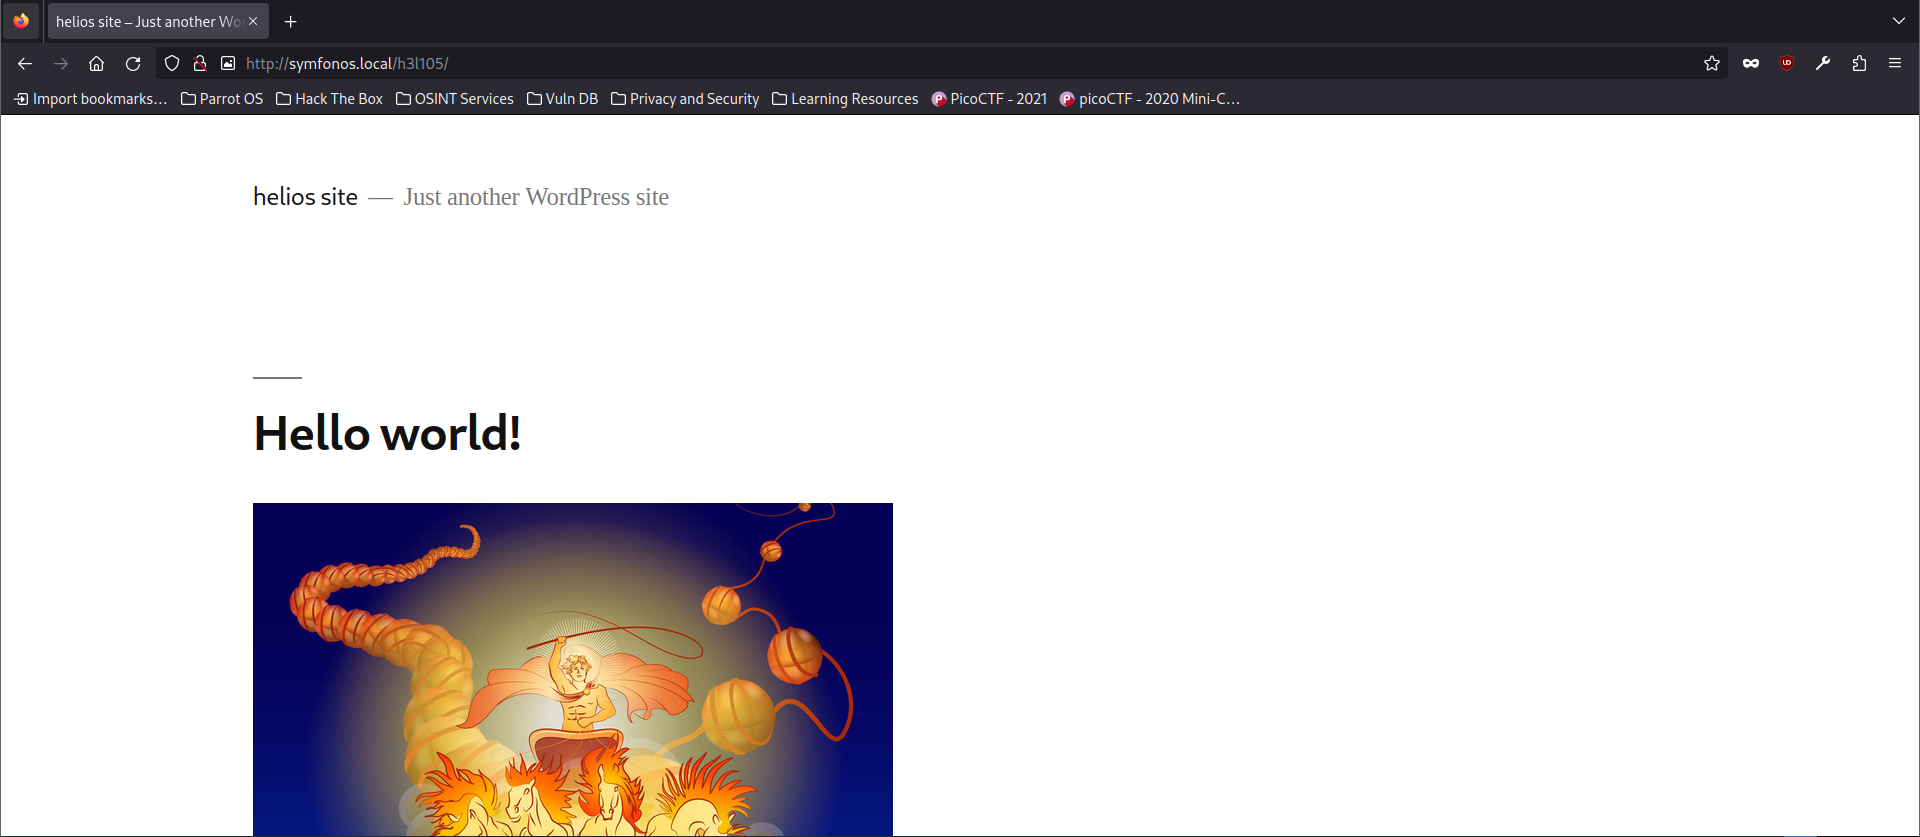 helios site – Just another Wo
http://symfonos.local/h3l105/
Import bookmarks... Parrot OS Hack The Box OSINT Services Vuln DB Privacy and Security Learning Resources PicoCTF - 2021 picoCTF - 2020 Mini-C...
helios site — Just another WordPress site
Hello world!